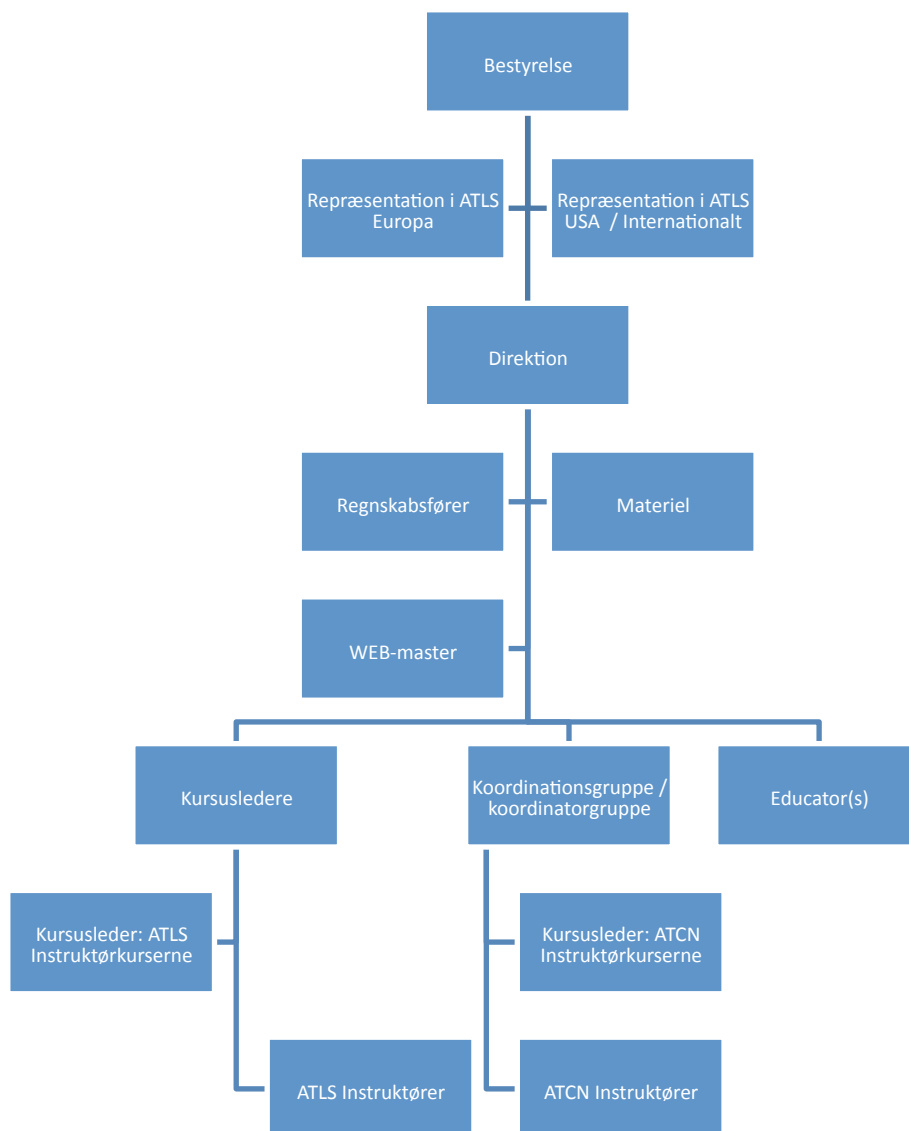 Bestyrelse
Repræsentation i ATLS
Europa
Repræsentation i ATLS
USA / Internationalt
Direktion
Regnskabsfører
Materiel
WEB-master
Kursusledere
Koordinationsgruppe /
koordinatorgruppe
Educator(s)
Kursusleder: ATLS
Instruktørkurserne
Kursusleder: ATCN
Instruktørkurserne
ATLS Instruktører
ATCN Instruktører